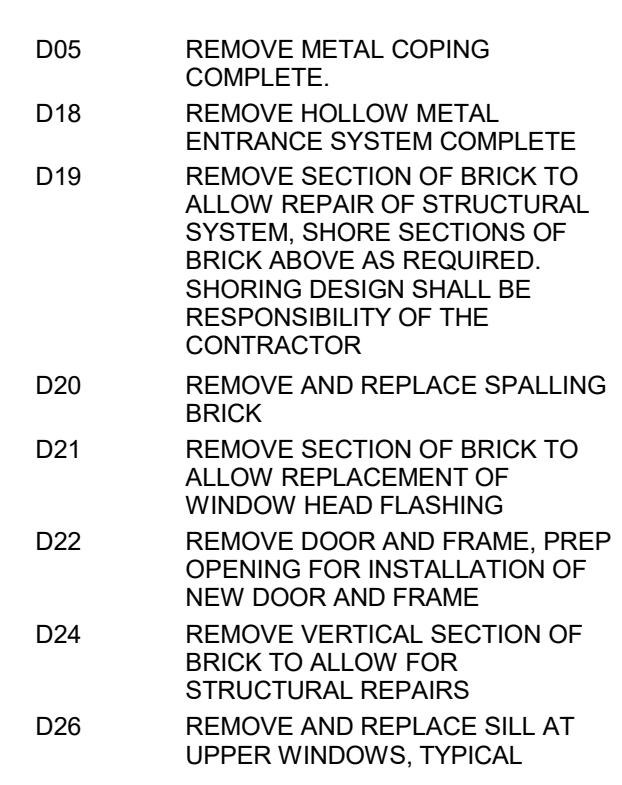 D05 REMOVE METAL COPING
COMPLETE.
D18 REMOVE HOLLOW METAL
ENTRANCE SYSTEM COMPLETE
D19 REMOVE SECTION OF BRICK TO
ALLOW REPAIR OF STRUCTURAL
SYSTEM, SHORE SECTIONS OF
BRICK ABOVE AS REQUIRED.
SHORING DESIGN SHALL BE
RESPONSIBILITY OF THE
CONTRACTOR
D20 REMOVE AND REPLACE SPALLING
BRICK
D21 REMOVE SECTION OF BRICK TO
ALLOW REPLACEMENT OF
WINDOW HEAD FLASHING
D22 REMOVE DOOR AND FRAME, PREP
OPENING FOR INSTALLATION OF
NEW DOOR AND FRAME
D24 REMOVE VERTICAL SECTION OF
BRICK TO ALLOW FOR
STRUCTURAL REPAIRS
D26 REMOVE AND REPLACE SILL AT
UPPER WINDOWS, TYPICAL